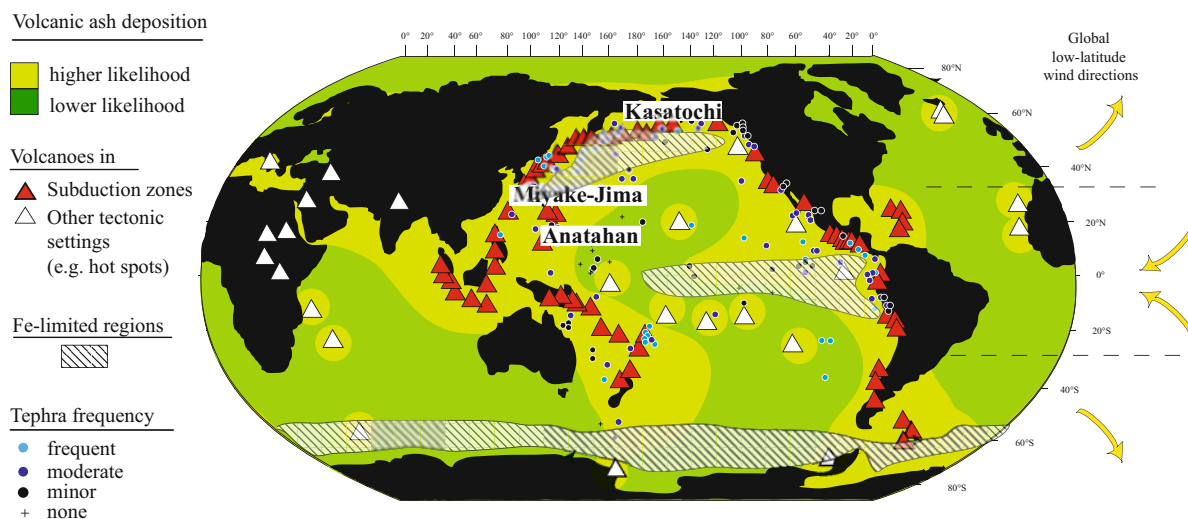 Volcanic ash deposition
higher likelihood
lower likelihood
Volcanoes in
Subduction zones
Other tectonic
settings
(e.g. hot spots)
Fe-limited regions
Tephra frequency
frequent
moderate
minor
none
0° 20° 40° 60° 80° 100° 120° 140° 160° 180° 160° 140° 120° 100° 80° 60° 40° 20° 0°
80°N
60°N
40°N
20°N
0°
20°S
40°S
60°S
80°S
Kasatochi
Miyake-Jima
Anatahan
Global
low-latitude
wind directions